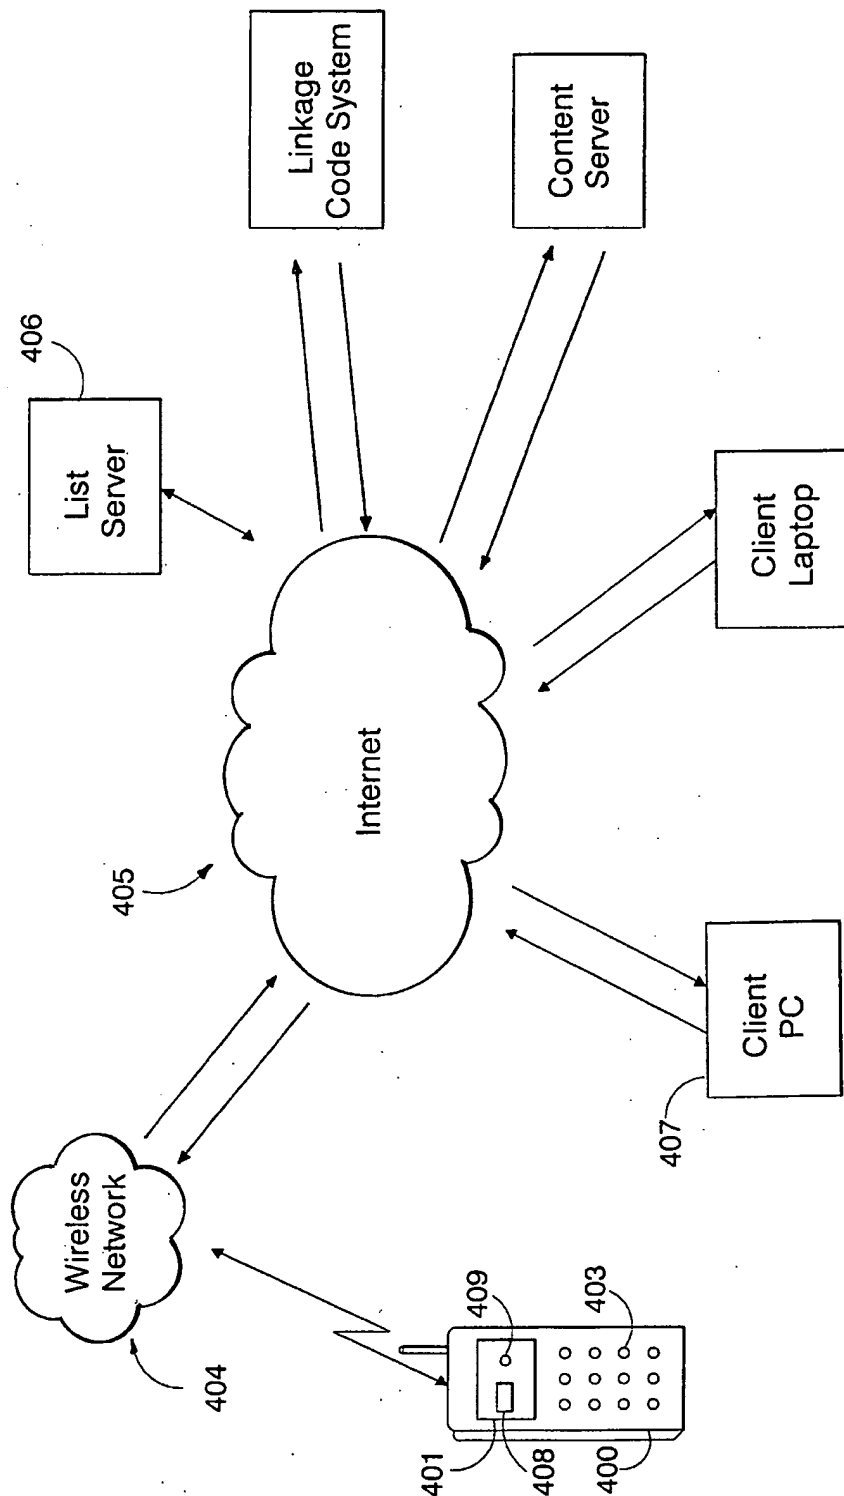 Linkage
Code System
Content
Server
406
List
Server
Client
Laptop
Internet
405
Client
PC
407
Wireless
Network
404
409
403
401
408
400